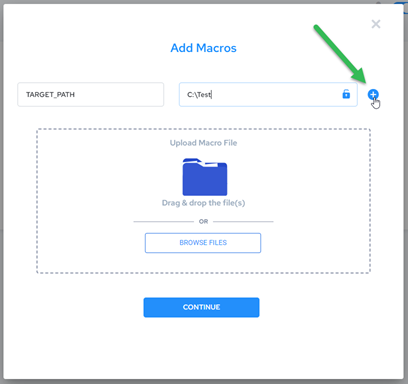 Add Macros
TARGET_PATH
C:\Test
Upload Macro File
Drag & drop the file(s)
OR
BROWSE FILES
CONTINUE